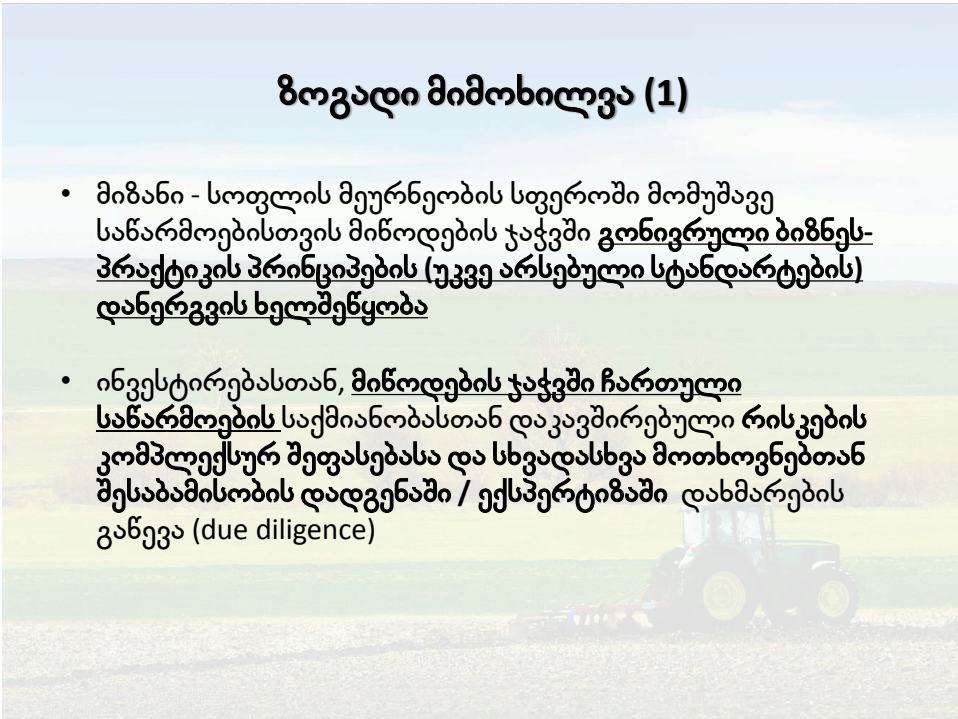 ზოგადი მიმოხილვა (1)
• მიზანი - სოფლის მეურნეობის სფეროში მომუშავე
საწარმოებისთვის მიწოდების ჯაჭვში გონივრული ბიზნეს-
პრაქტიკის პრინციპების (უკვე არსებული სტანდარტების)
დანერგვის ხელშეწყობა
• ინვესტირებასთან, მიწოდების ჯაჭვში ჩართული
საწარმოების საქმიანობასთან დაკავშირებული რისკების
კომპლექსურ შეფასებასა და სხვადასხვა მოთხოვნებთან
შესაბამისობის დადგენაში / ექსპერტიზაში დახმარების
გაწევა (due diligence)